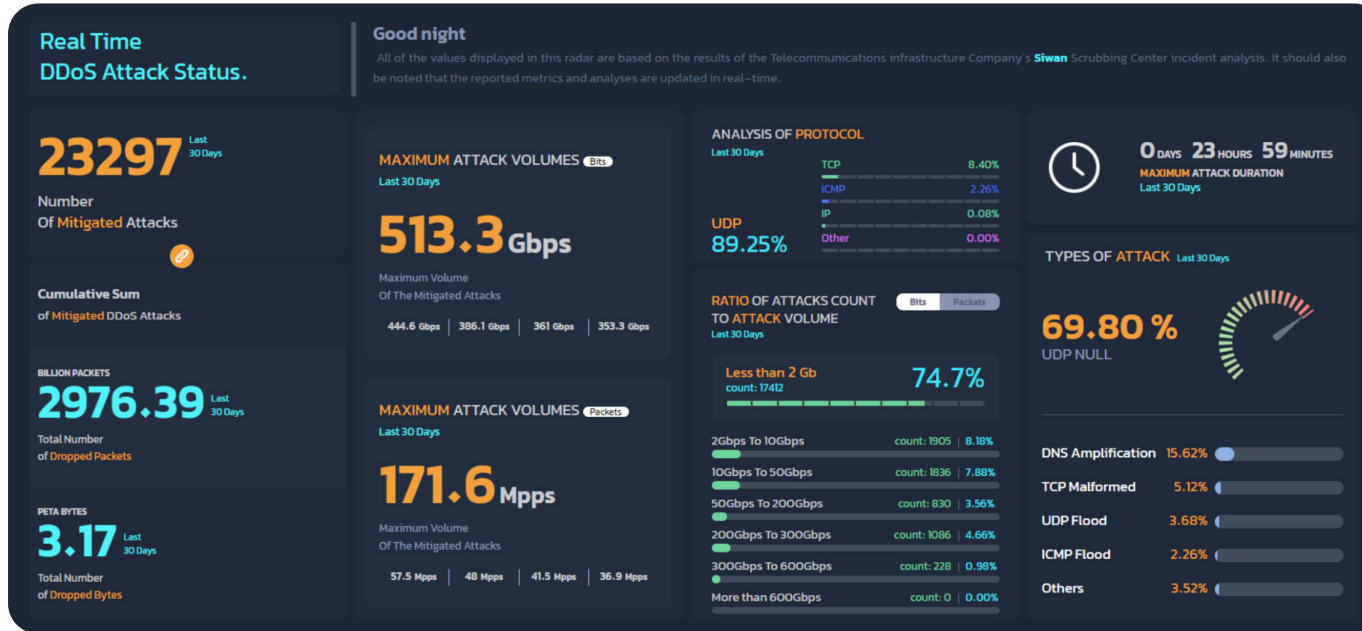 Real Time
DDoS Attack Status.
Good night
All of the values displayed in this radar are based on the results of the Telecommunications infrastructure Company's Siwan Scrubbing Center incident analysis. It should also
be noted that the reported metrics and analyses are updated in real-time.
23297 Last
30 Days
Number
Of Mitigated Attacks
Cumulative Sum
of Mitigated DDoS Attacks
BILLION PACKETS
2976.39 Last
30 Days
Total Number
of Dropped Packets
PETA BYTES
3.17 Last
30 Days
Total Number
of Dropped Bytes
MAXIMUM ATTACK VOLUMES Bits
Last 30 Days
513.3 Gbps
Maximum Volume
Of The Mitigated Attacks
444.6 Gbps 386.1 Gbps 361 Gbps 353.3 Gbps
MAXIMUM ATTACK VOLUMES Packets
Last 30 Days
171.6 Mpps
Maximum Volume
Of The Mitigated Attacks
57.5 Mpps 48 Mpps 41.5 Mpps 36.9 Mpps
ANALYSIS OF PROTOCOL
Last 30 Days
UDP
89.25%
TCP 8.40%
ICMP 2.26%
IP 0.08%
Other 0.00%
RATIO OF ATTACKS COUNT
TO ATTACK VOLUME
Last 30 Days
Bits Packets
Less than 2 Gb
count: 17412
74.7%
2Gbps To 10Gbps count: 1905 | 8.18%
10Gbps To 50Gbps count: 1836 | 7.88%
50Gbps To 200Gbps count: 830 | 3.56%
200Gbps To 300Gbps count: 1086 | 4.66%
300Gbps To 600Gbps count: 228 | 0.98%
More than 600Gbps count: 0 | 0.00%
0 DAYS 23 HOURS 59 MINUTES
MAXIMUM ATTACK DURATION
Last 30 Days
TYPES OF ATTACK Last 30 Days
69.80 %
UDP NULL
DNS Amplification 15.62%
TCP Malformed 5.12%
UDP Flood 3.68%
ICMP Flood 2.26%
Others 3.52%